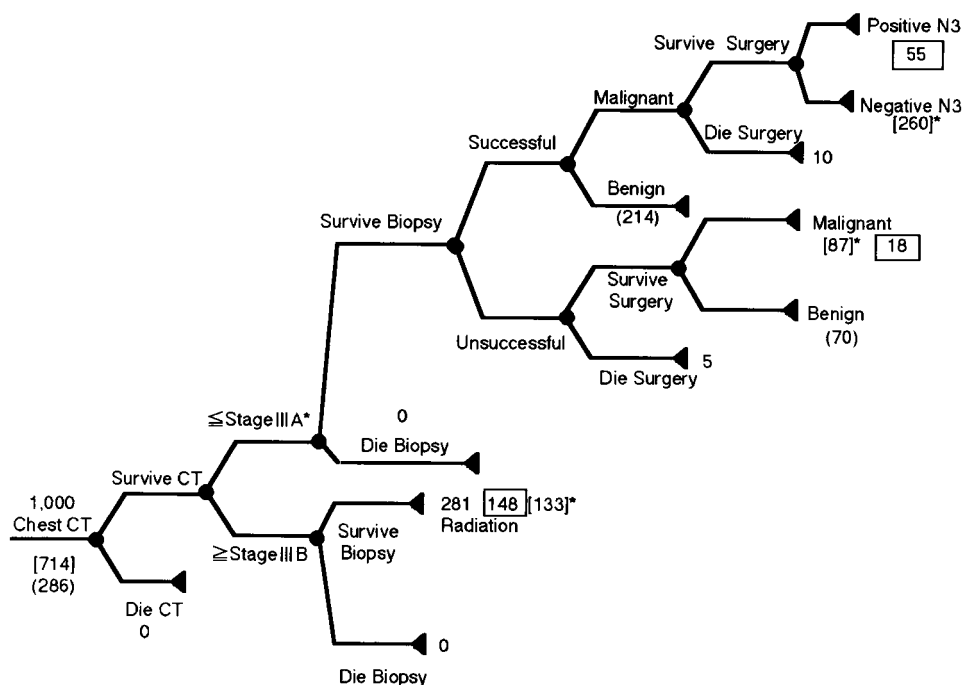 Positive N3
55
Survive Surgery
Negative N3
[260]*
Malignant
Die Surgery
10
Successful
Benign
(214)
Survive Biopsy
Malignant
[87]* 18
Survive
Surgery
Benign
(70)
Unsuccessful
5
Die Surgery
≦Stage III A*
0
Die Biopsy
Survive CT
1,000
Chest CT
281 148 [133]*
Radiation
Survive
Biopsy
≧Stage III B
[714]
(286)
Die CT
0
0
Die Biopsy